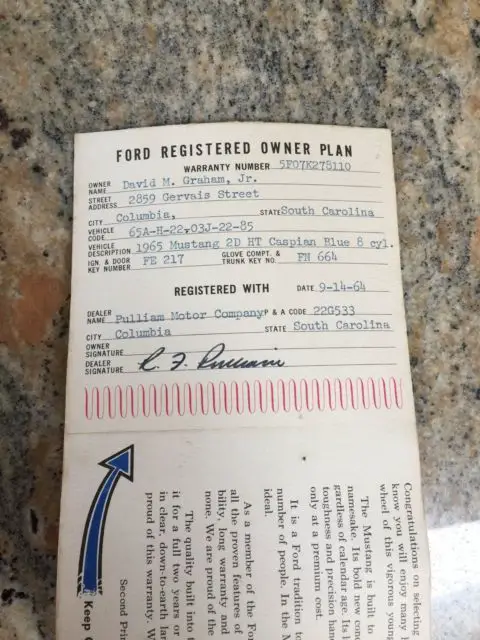 FORD REGISTERED OWNER PLAN
WARRANTY NUMBER 5F07K278110
OWNER NAME David M. Graham, Jr.
STREET ADDRESS 2859 Gervais Street
CITY Columbia, STATE South Carolina
VEHICLE CODE 65A-H-22,03J-22-85
VEHICLE DESCRIPTION 1965 Mustang 2D HT Caspian Blue 8 cyl.
IGN. & DOOR KEY NUMBER FE 217 GLOVE COMPT. & TRUNK KEY NO. FN 664
REGISTERED WITH DATE 9-14-64
DEALER NAME Pulliam Motor Company P & A CODE 22G533
CITY Columbia STATE South Carolina
OWNER SIGNATURE
DEALER SIGNATURE R. F. Pulliam
Congratulations on selecting
know you will enjoy many
wheel of this vigorous young
The Mustang is built to
namesake. Its bold new
gardless of calendar age. Its
toughness and precision
only at a premium cost.
It is a Ford tradition to
number of people. In the
ideal.
As a member of the
all the proven features
bility, long warranty and
none. We are proud of the
The quality built into
it for a full two years or
in clear, down-to-earth
proud of this warranty.
Second
Keep